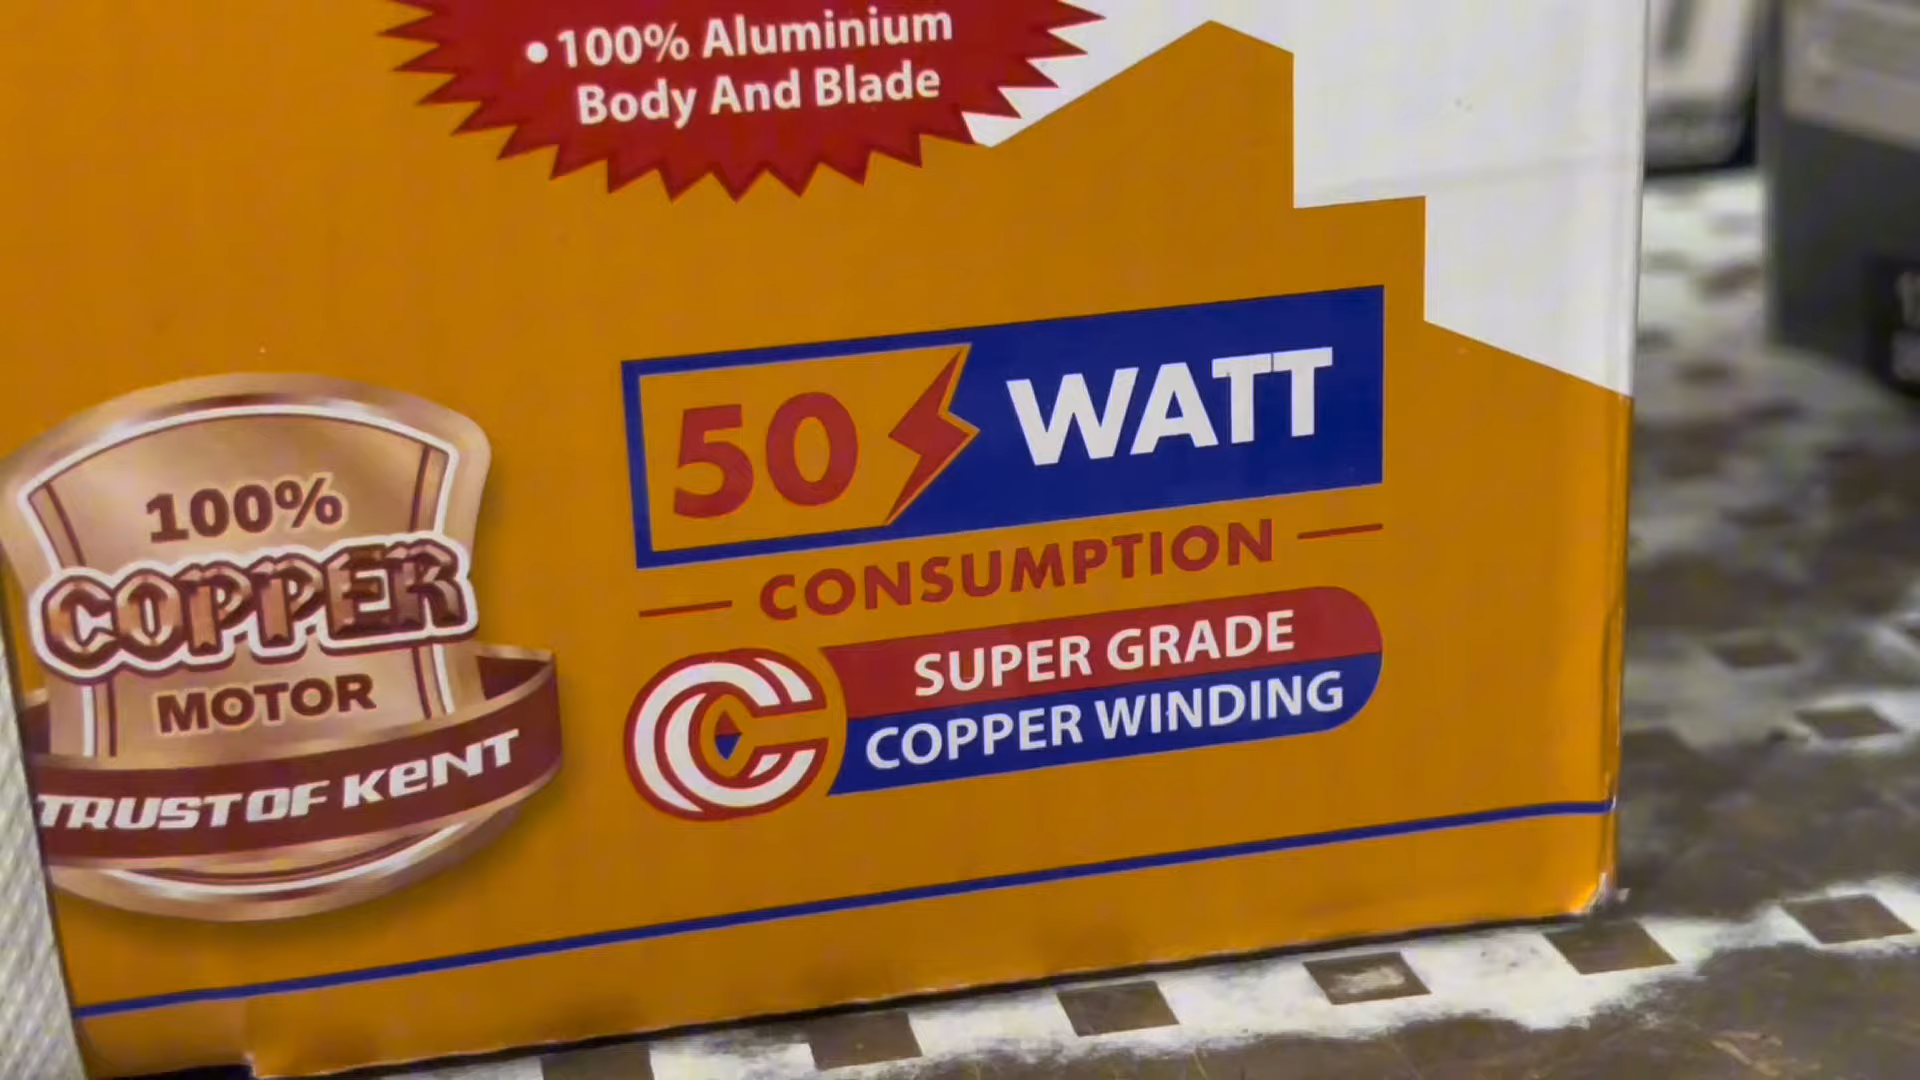 • 100% Aluminium
Body And Blade
50 WATT
CONSUMPTION
SUPER GRADE
COPPER WINDING
100%
COPPER
MOTOR
TRUST OF KENT